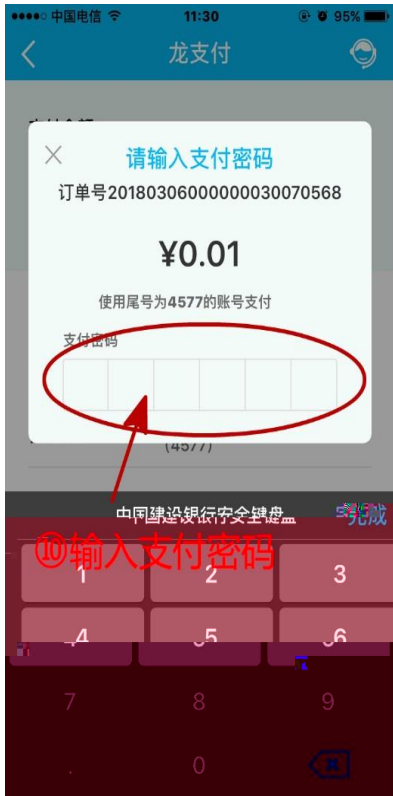 中国电信 11:30 95%
龙支付
请输入支付密码
订单号20180306000000030070568
¥0.01
使用尾号为4577的账号支付
支付密码
(4577)
中国建设银行安全键盘 完成
⑩输入支付密码
1 2 3
4 5 6
7 8 9
. 0